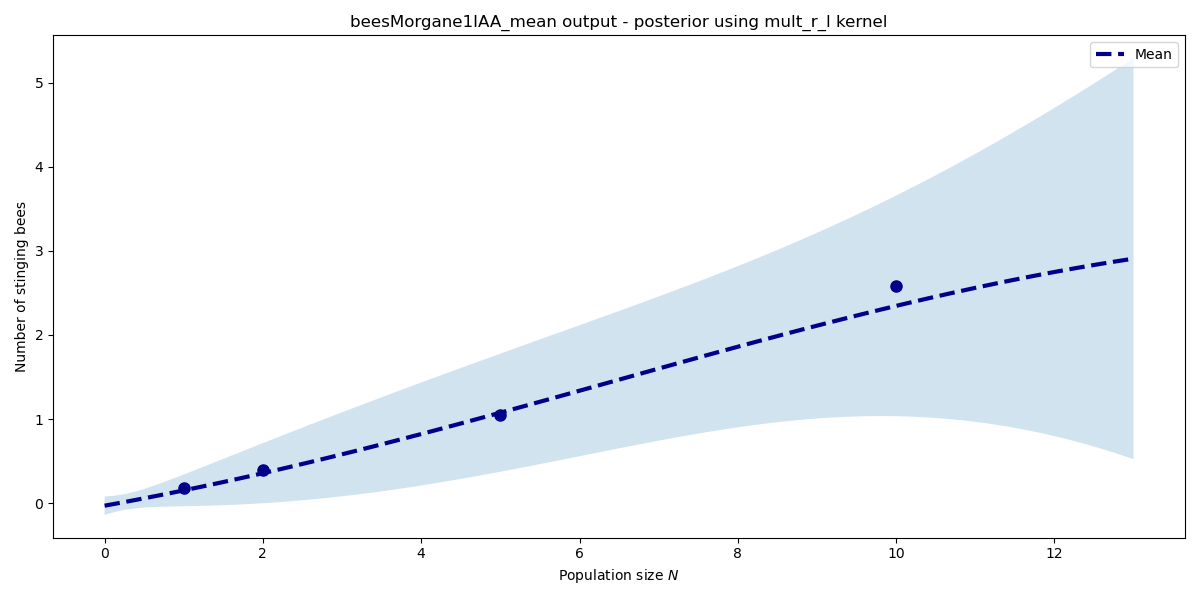 beesMorgane1IAA_mean output - posterior using mult_r_l kernel
Mean
Number of stinging bees
5
4
3
2
1
0
0 2 4 6 8 10 12
Population size N